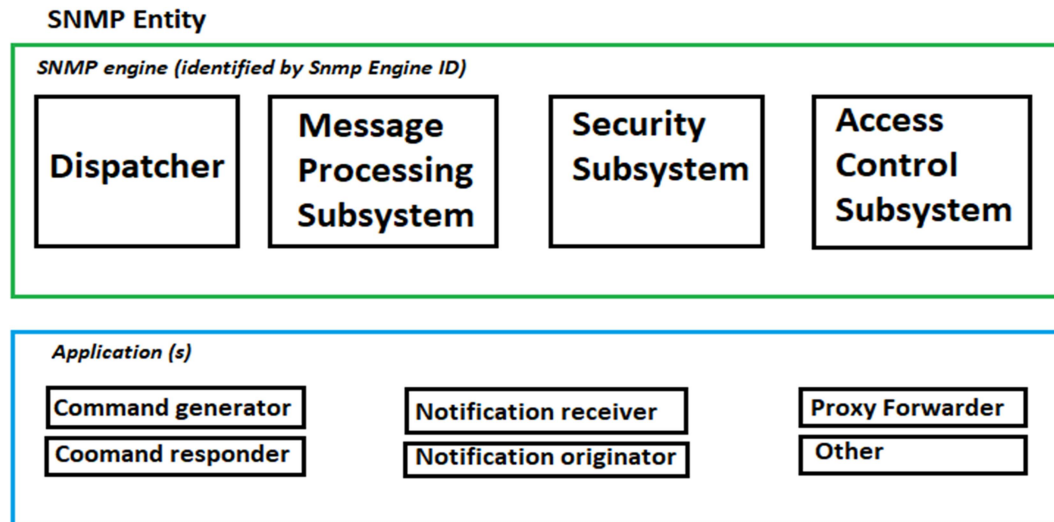 SNMP Entity
SNMP engine (identified by Snmp Engine ID)
Dispatcher
Message
Processing
Subsystem
Security
Subsystem
Access
Control
Subsystem
Application (s)
Command generator
Coomand responder
Notification receiver
Notification originator
Proxy Forwarder
Other